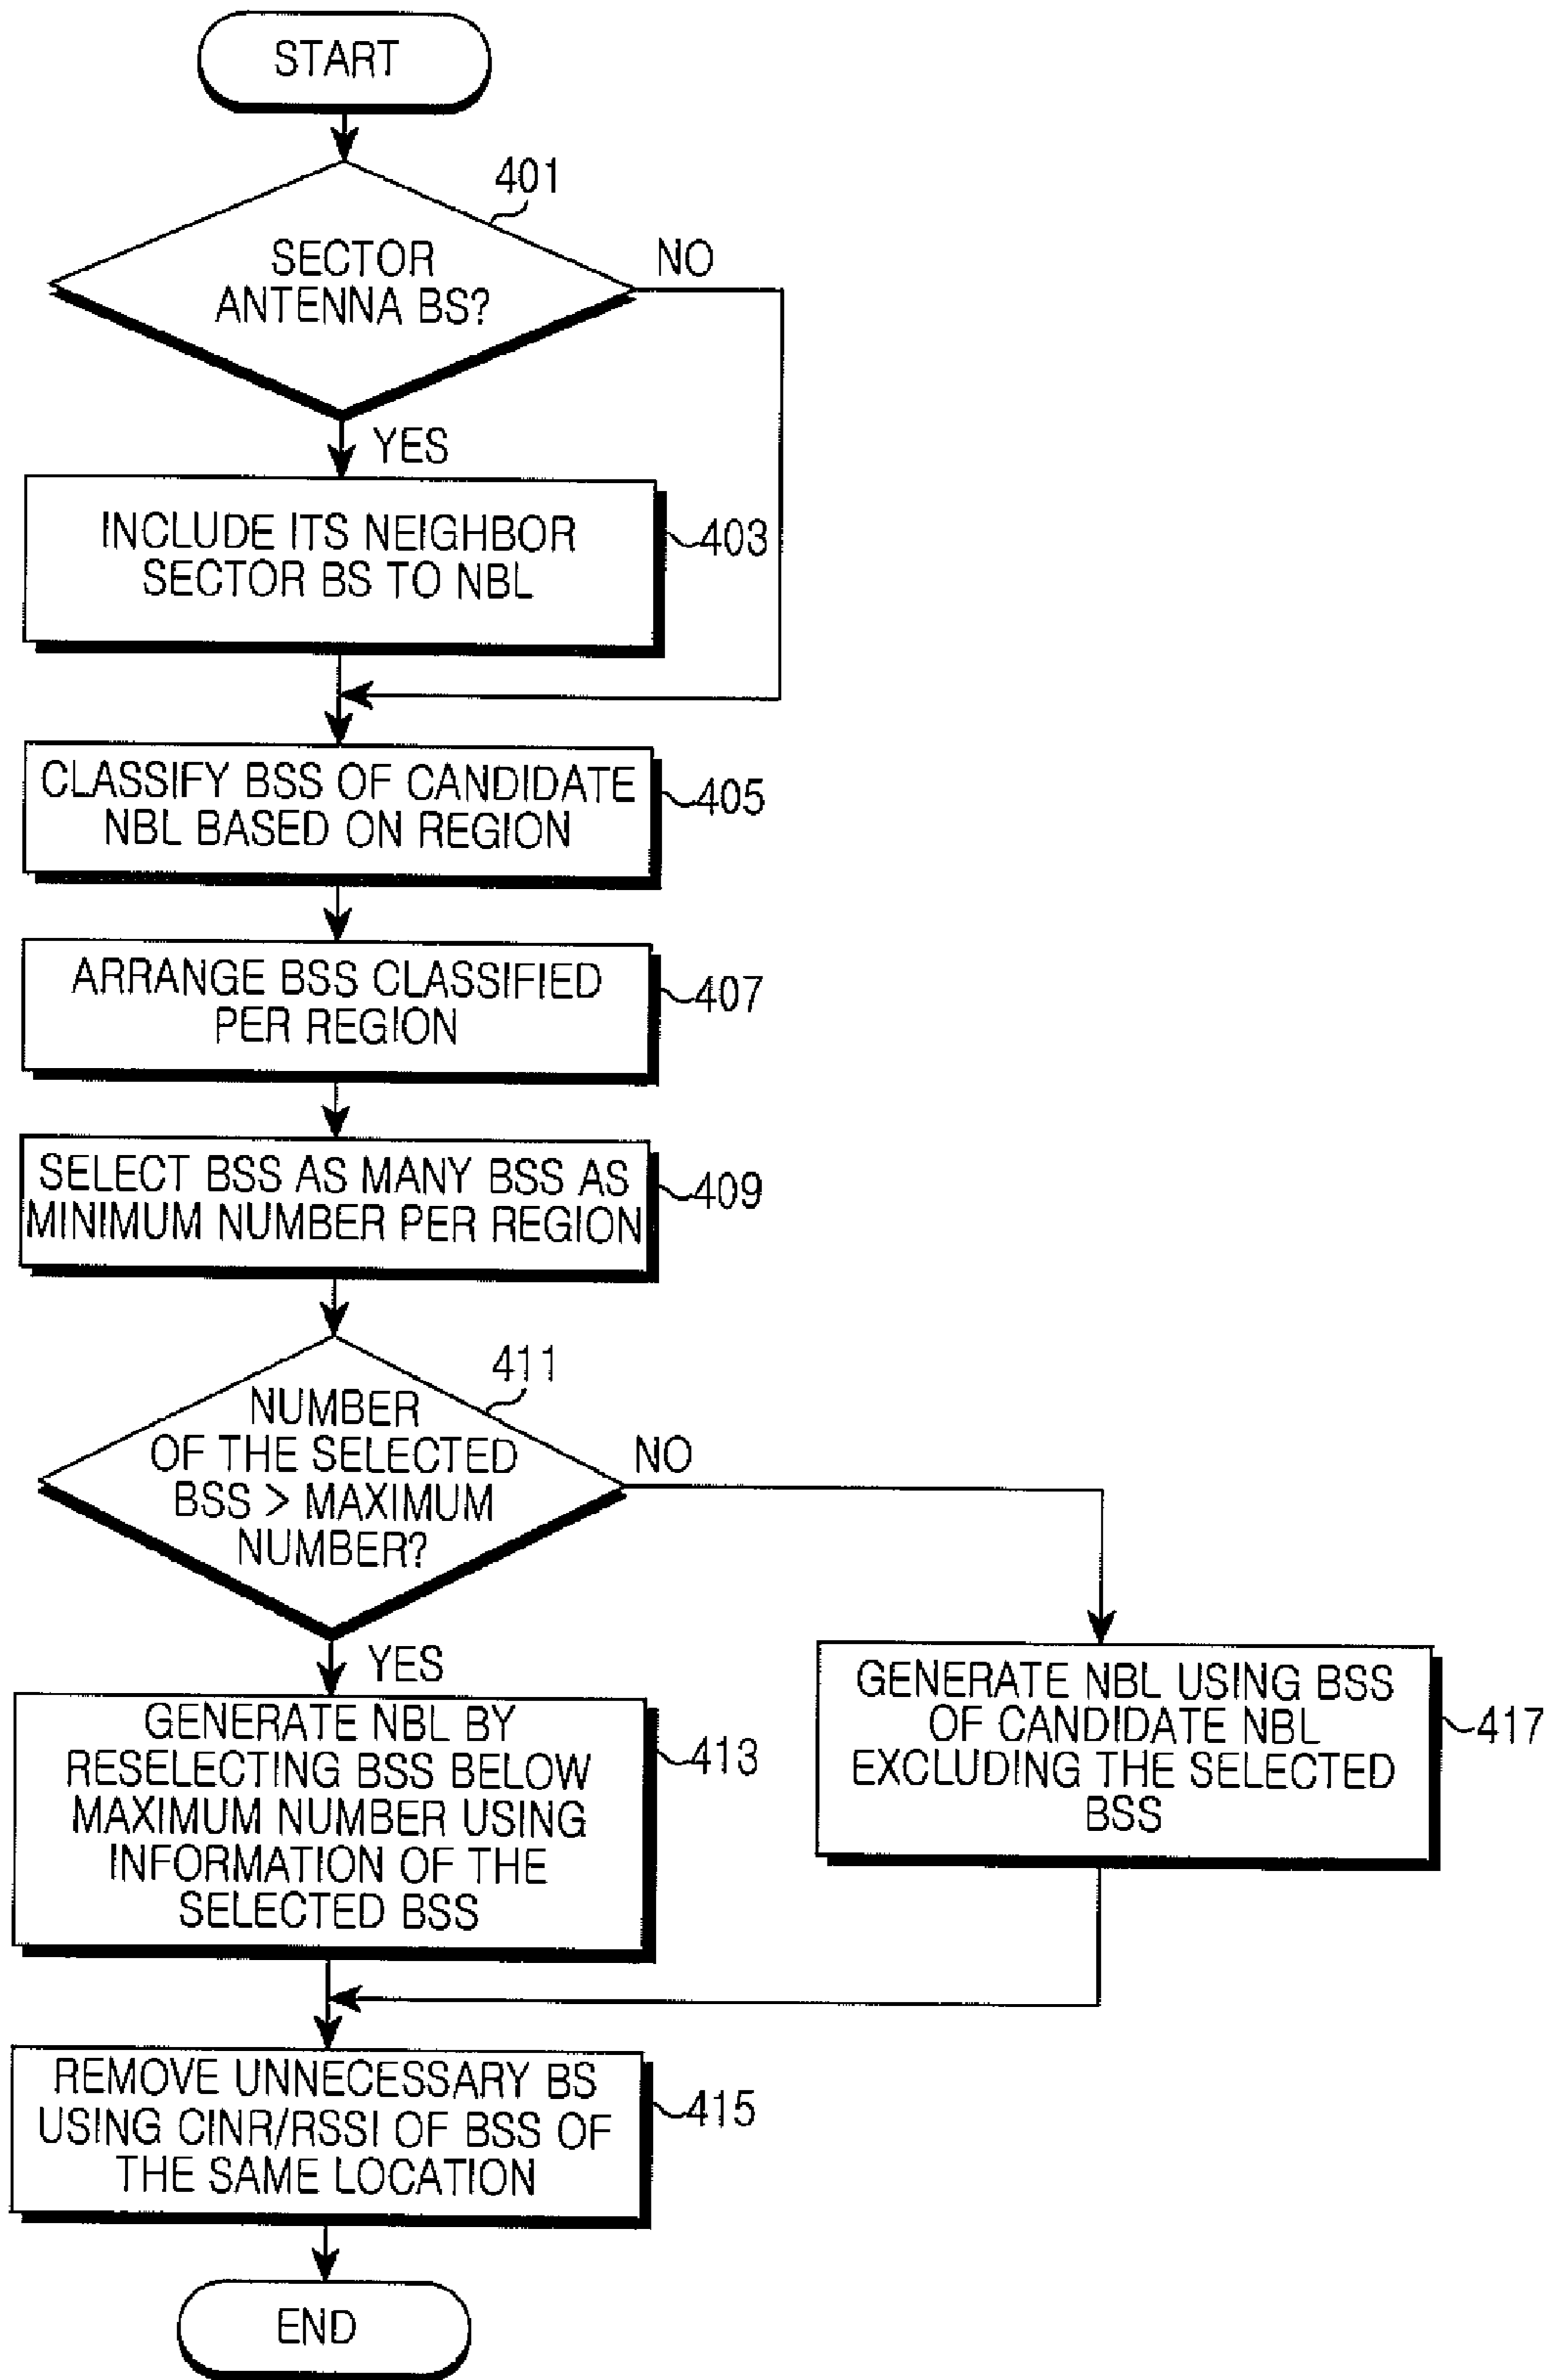 START
401
SECTOR
ANTENNA BS?
NO
YES
INCLUDE ITS NEIGHBOR
SECTOR BS TO NBL
403
CLASSIFY BSS OF CANDIDATE
NBL BASED ON REGION
405
ARRANGE BSS CLASSIFIED
PER REGION
407
SELECT BSS AS MANY BSS AS
MINIMUM NUMBER PER REGION
409
411
NUMBER
OF THE SELECTED
BSS > MAXIMUM
NUMBER?
NO
YES
GENERATE NBL BY
RESELECTING BSS BELOW
MAXIMUM NUMBER USING
INFORMATION OF THE
SELECTED BSS
413
GENERATE NBL USING BSS
OF CANDIDATE NBL
EXCLUDING THE SELECTED
BSS
417
REMOVE UNNECESSARY BS
USING CINR/RSSI OF BSS OF
THE SAME LOCATION
415
END